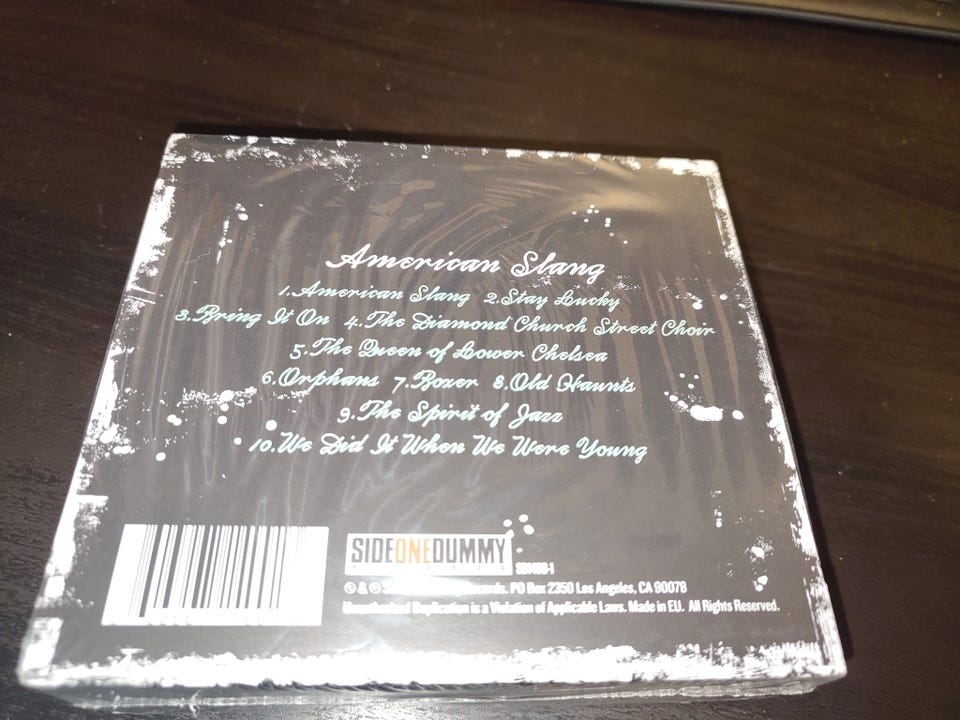 American Slang
1. American Slang 2. Stay Lucky
3. Bring It On 4. The Diamond Church Street Choir
5. The Queen of Lower Chelsea
6. Orphans 7. Boxer 8. Old Haunts
9. The Spirit of Jazz
10. We Did It When We Were Young
SIDEONEDUMMY
RECORDS
℗ & © Records. PO Box 2350 Los Angeles, CA 90078
Unauthorized Duplication is a Violation of Applicable Laws. Made in EU. All Rights Reserved.